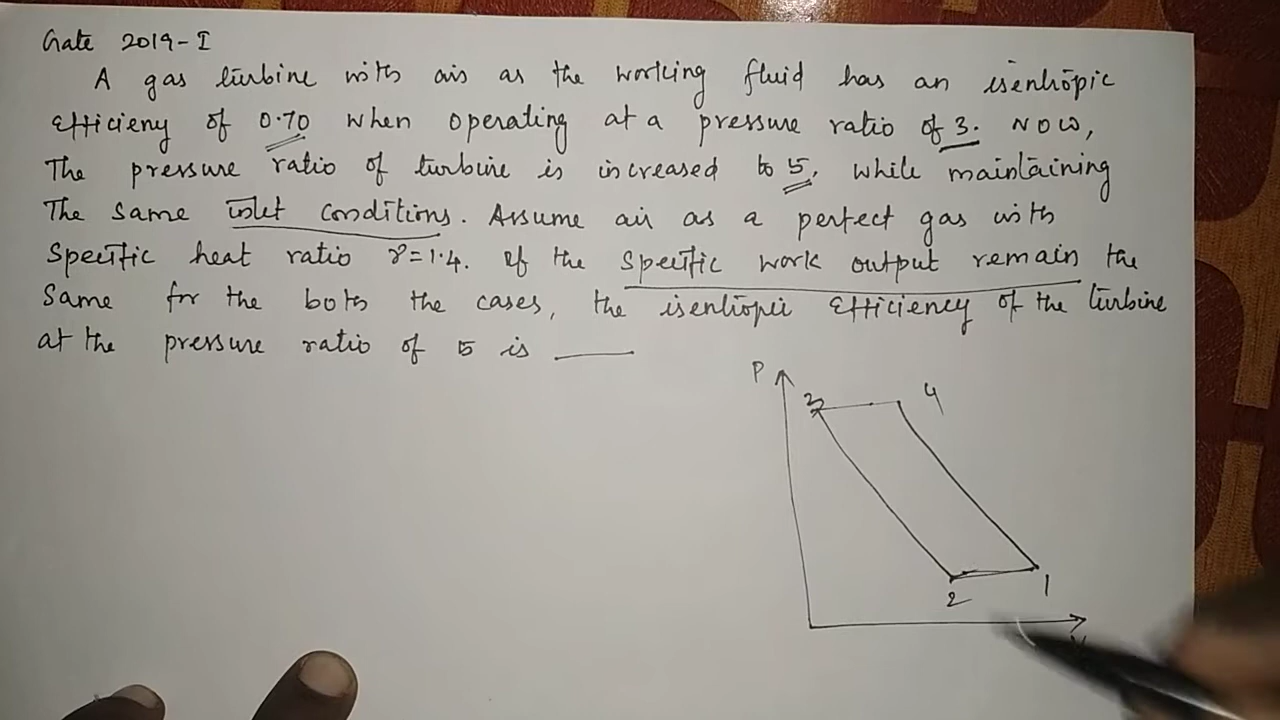 Gate 2019-I
A gas turbine with air as the working fluid has an isentropic
efficieny of 0.70 when operating at a pressure ratio of 3. NOW,
The pressure ratio of turbine is increased to 5, while maintaining
The same inlet conditions. Assume air as a perfect gas with
Specific heat ratio γ=1.4. If the specific work output remain the
Same for the both the cases, the isentropic Efficiency of the turbine
at the pressure ratio of 5 is ____
P
3
4
2
1